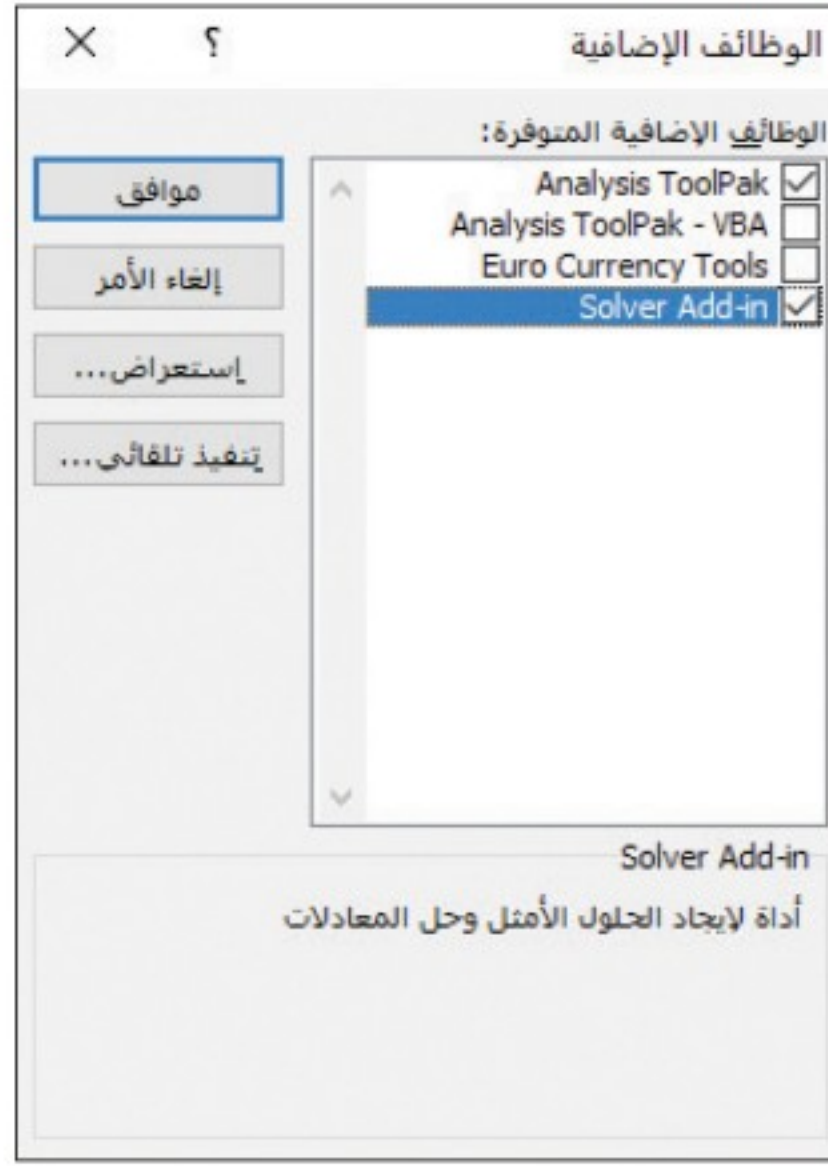 الوظائف الإضافية
؟
الوظائف الإضافية المتوفرة:
Analysis ToolPak
Analysis ToolPak - VBA
Euro Currency Tools
Solver Add-in
موافق
إلغاء الأمر
إستعراض...
تنفيذ تلقائي...
Solver Add-in
أداة لإيجاد الحلول الأمثل وحل المعادلات